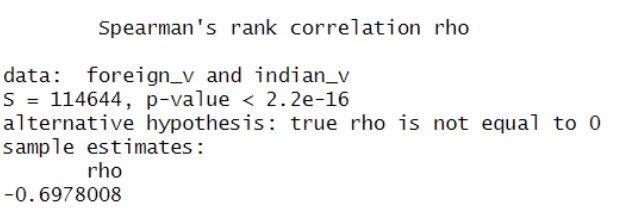 Spearman's rank correlation rho
data:  foreign_v and indian_v
S = 114644, p-value < 2.2e-16
alternative hypothesis: true rho is not equal to 0
sample estimates:
rho
-0.6978008